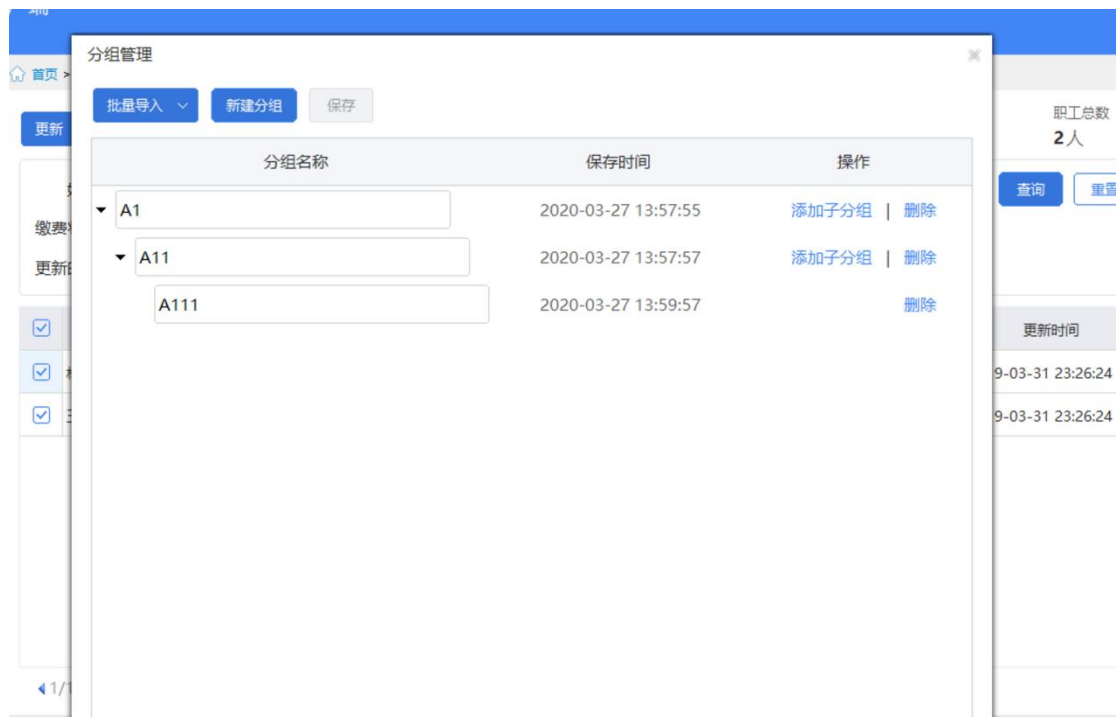 端
分组管理
首页 >
批量导入 新建分组 保存
职工总数
2人
更新
分组名称 保存时间 操作
查询 重置
A1 2020-03-27 13:57:55 添加子分组 | 删除
缴费
A11 2020-03-27 13:57:57 添加子分组 | 删除
更新
A111 2020-03-27 13:59:57 删除
更新时间
9-03-31 23:26:24
9-03-31 23:26:24
1/1